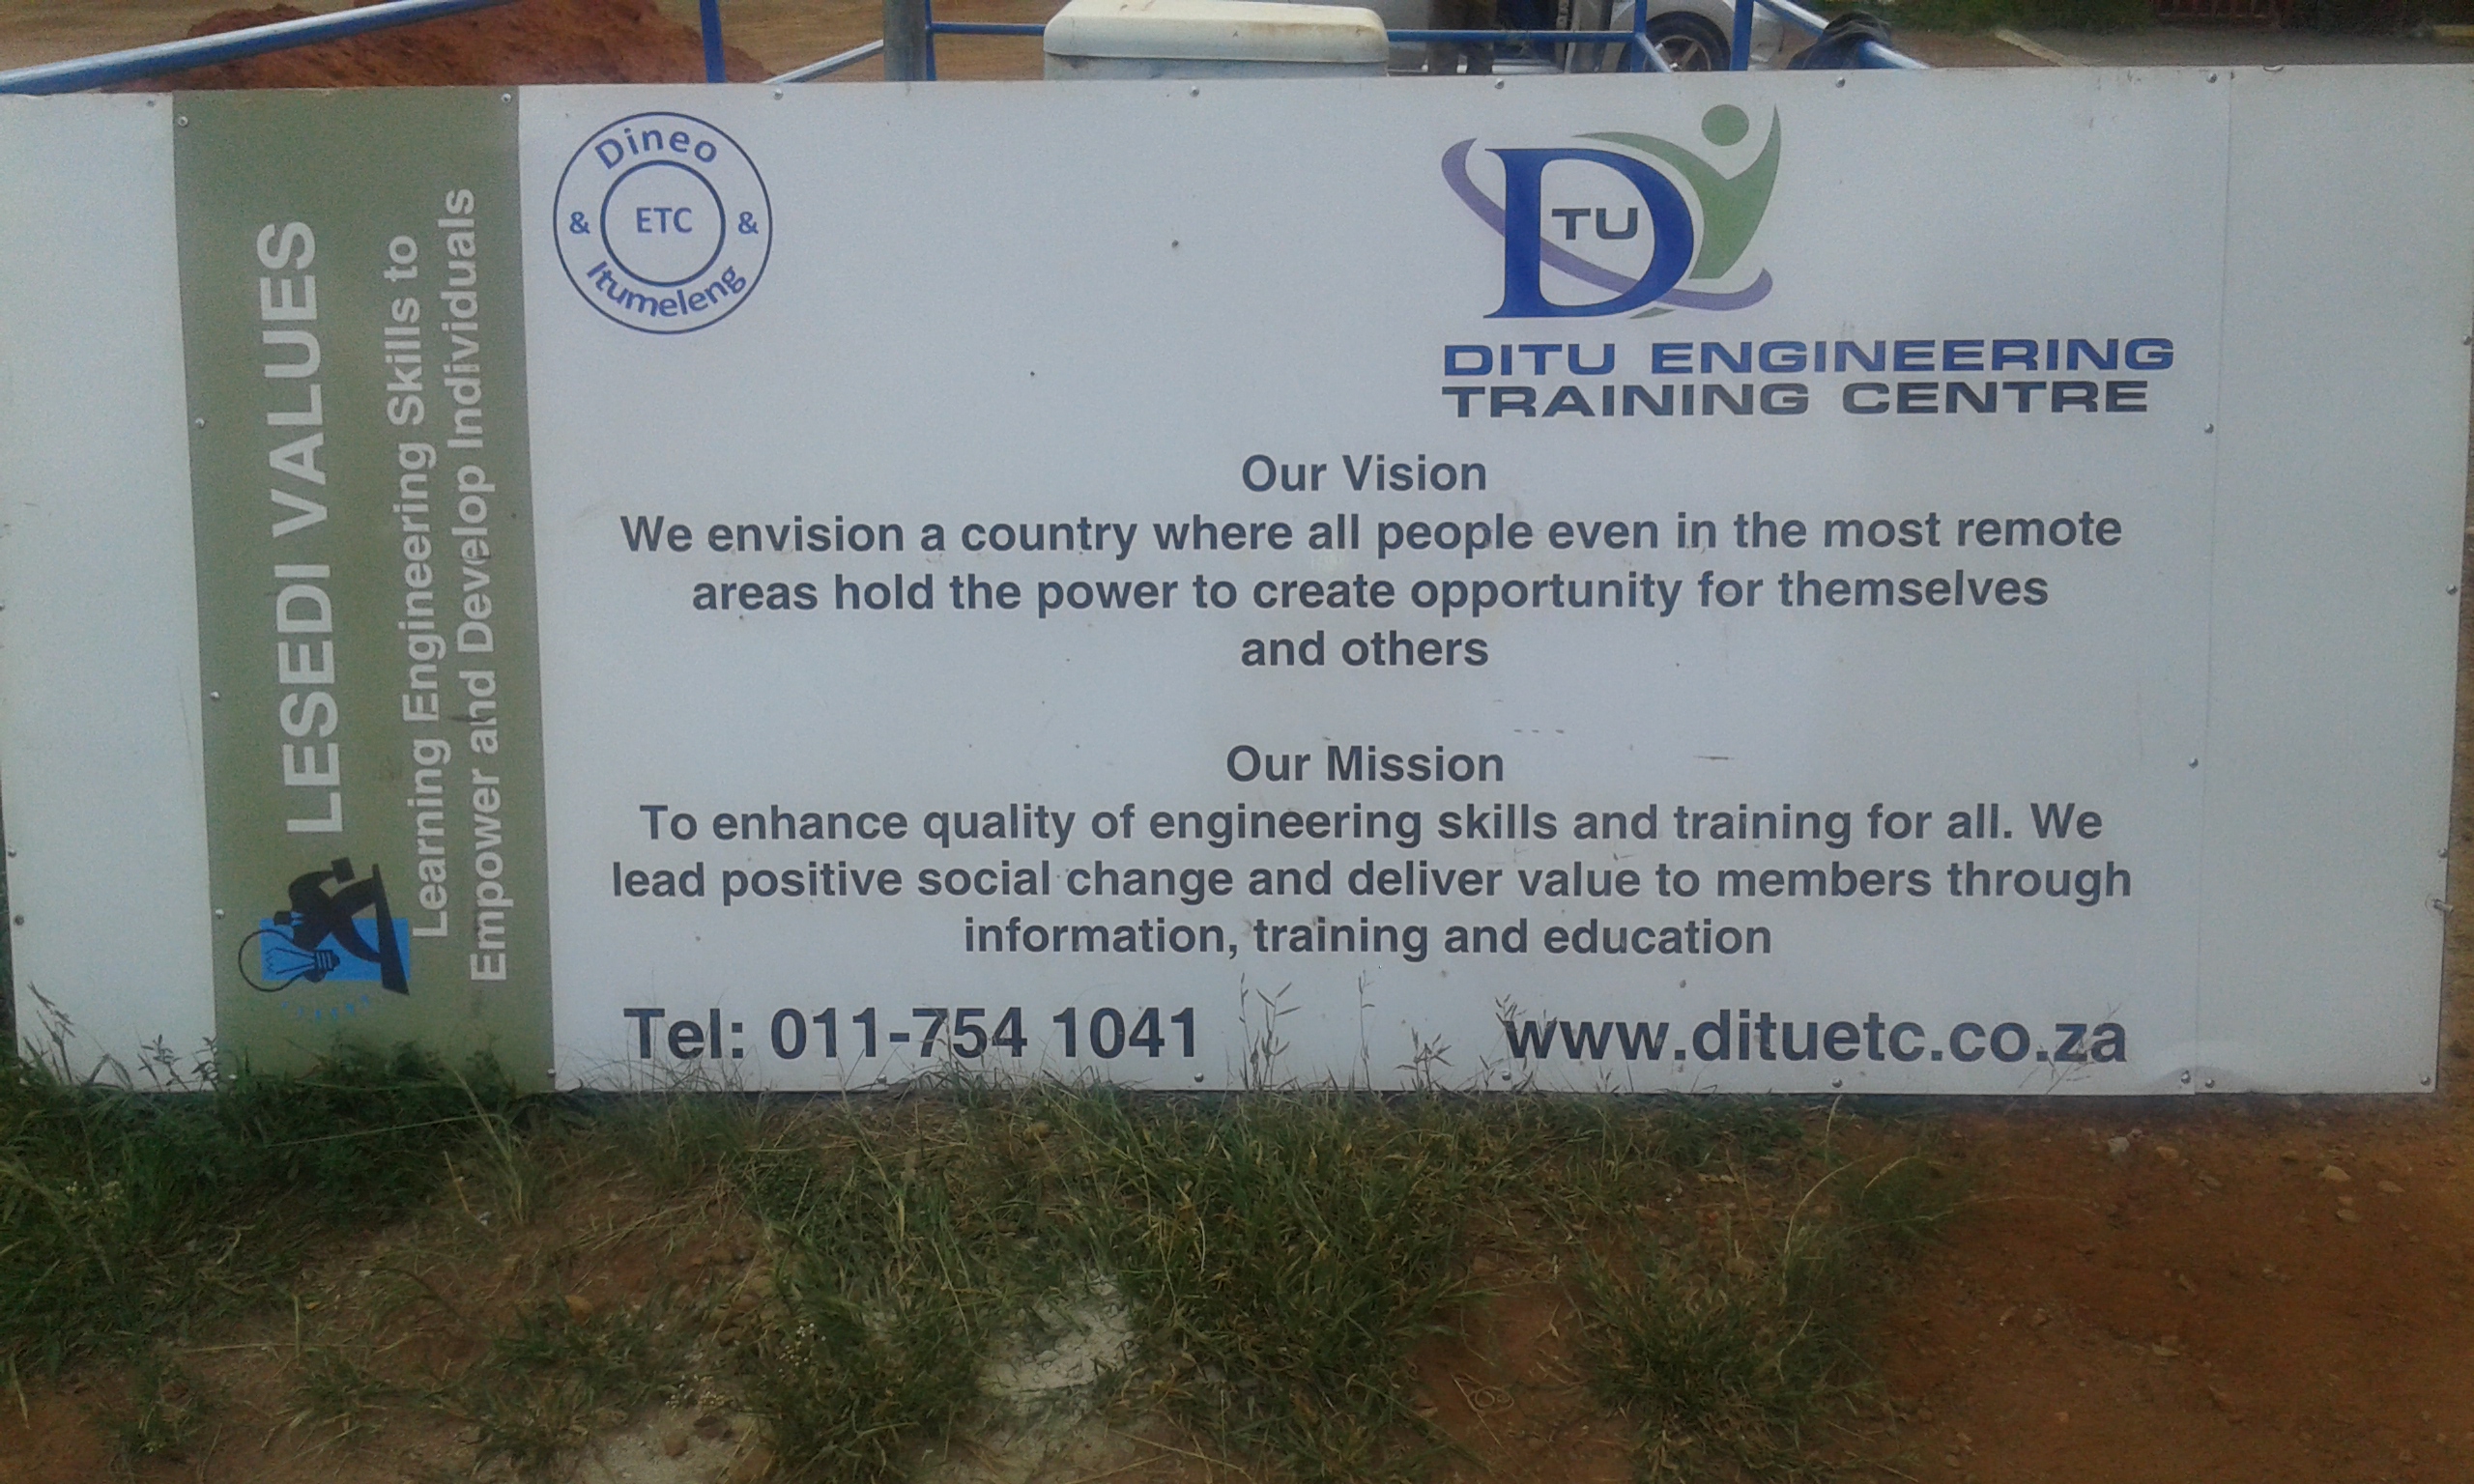 LESEDI VALUES
Learning Engineering Skills to
Empower and Develop Individuals
Dineo
& ETC &
Itumeleng
D TU
DITU ENGINEERING
TRAINING CENTRE
Our Vision
We envision a country where all people even in the most remote
areas hold the power to create opportunity for themselves
and others
Our Mission
To enhance quality of engineering skills and training for all. We
lead positive social change and deliver value to members through
information, training and education
Tel: 011-754 1041
www.dituetc.co.za